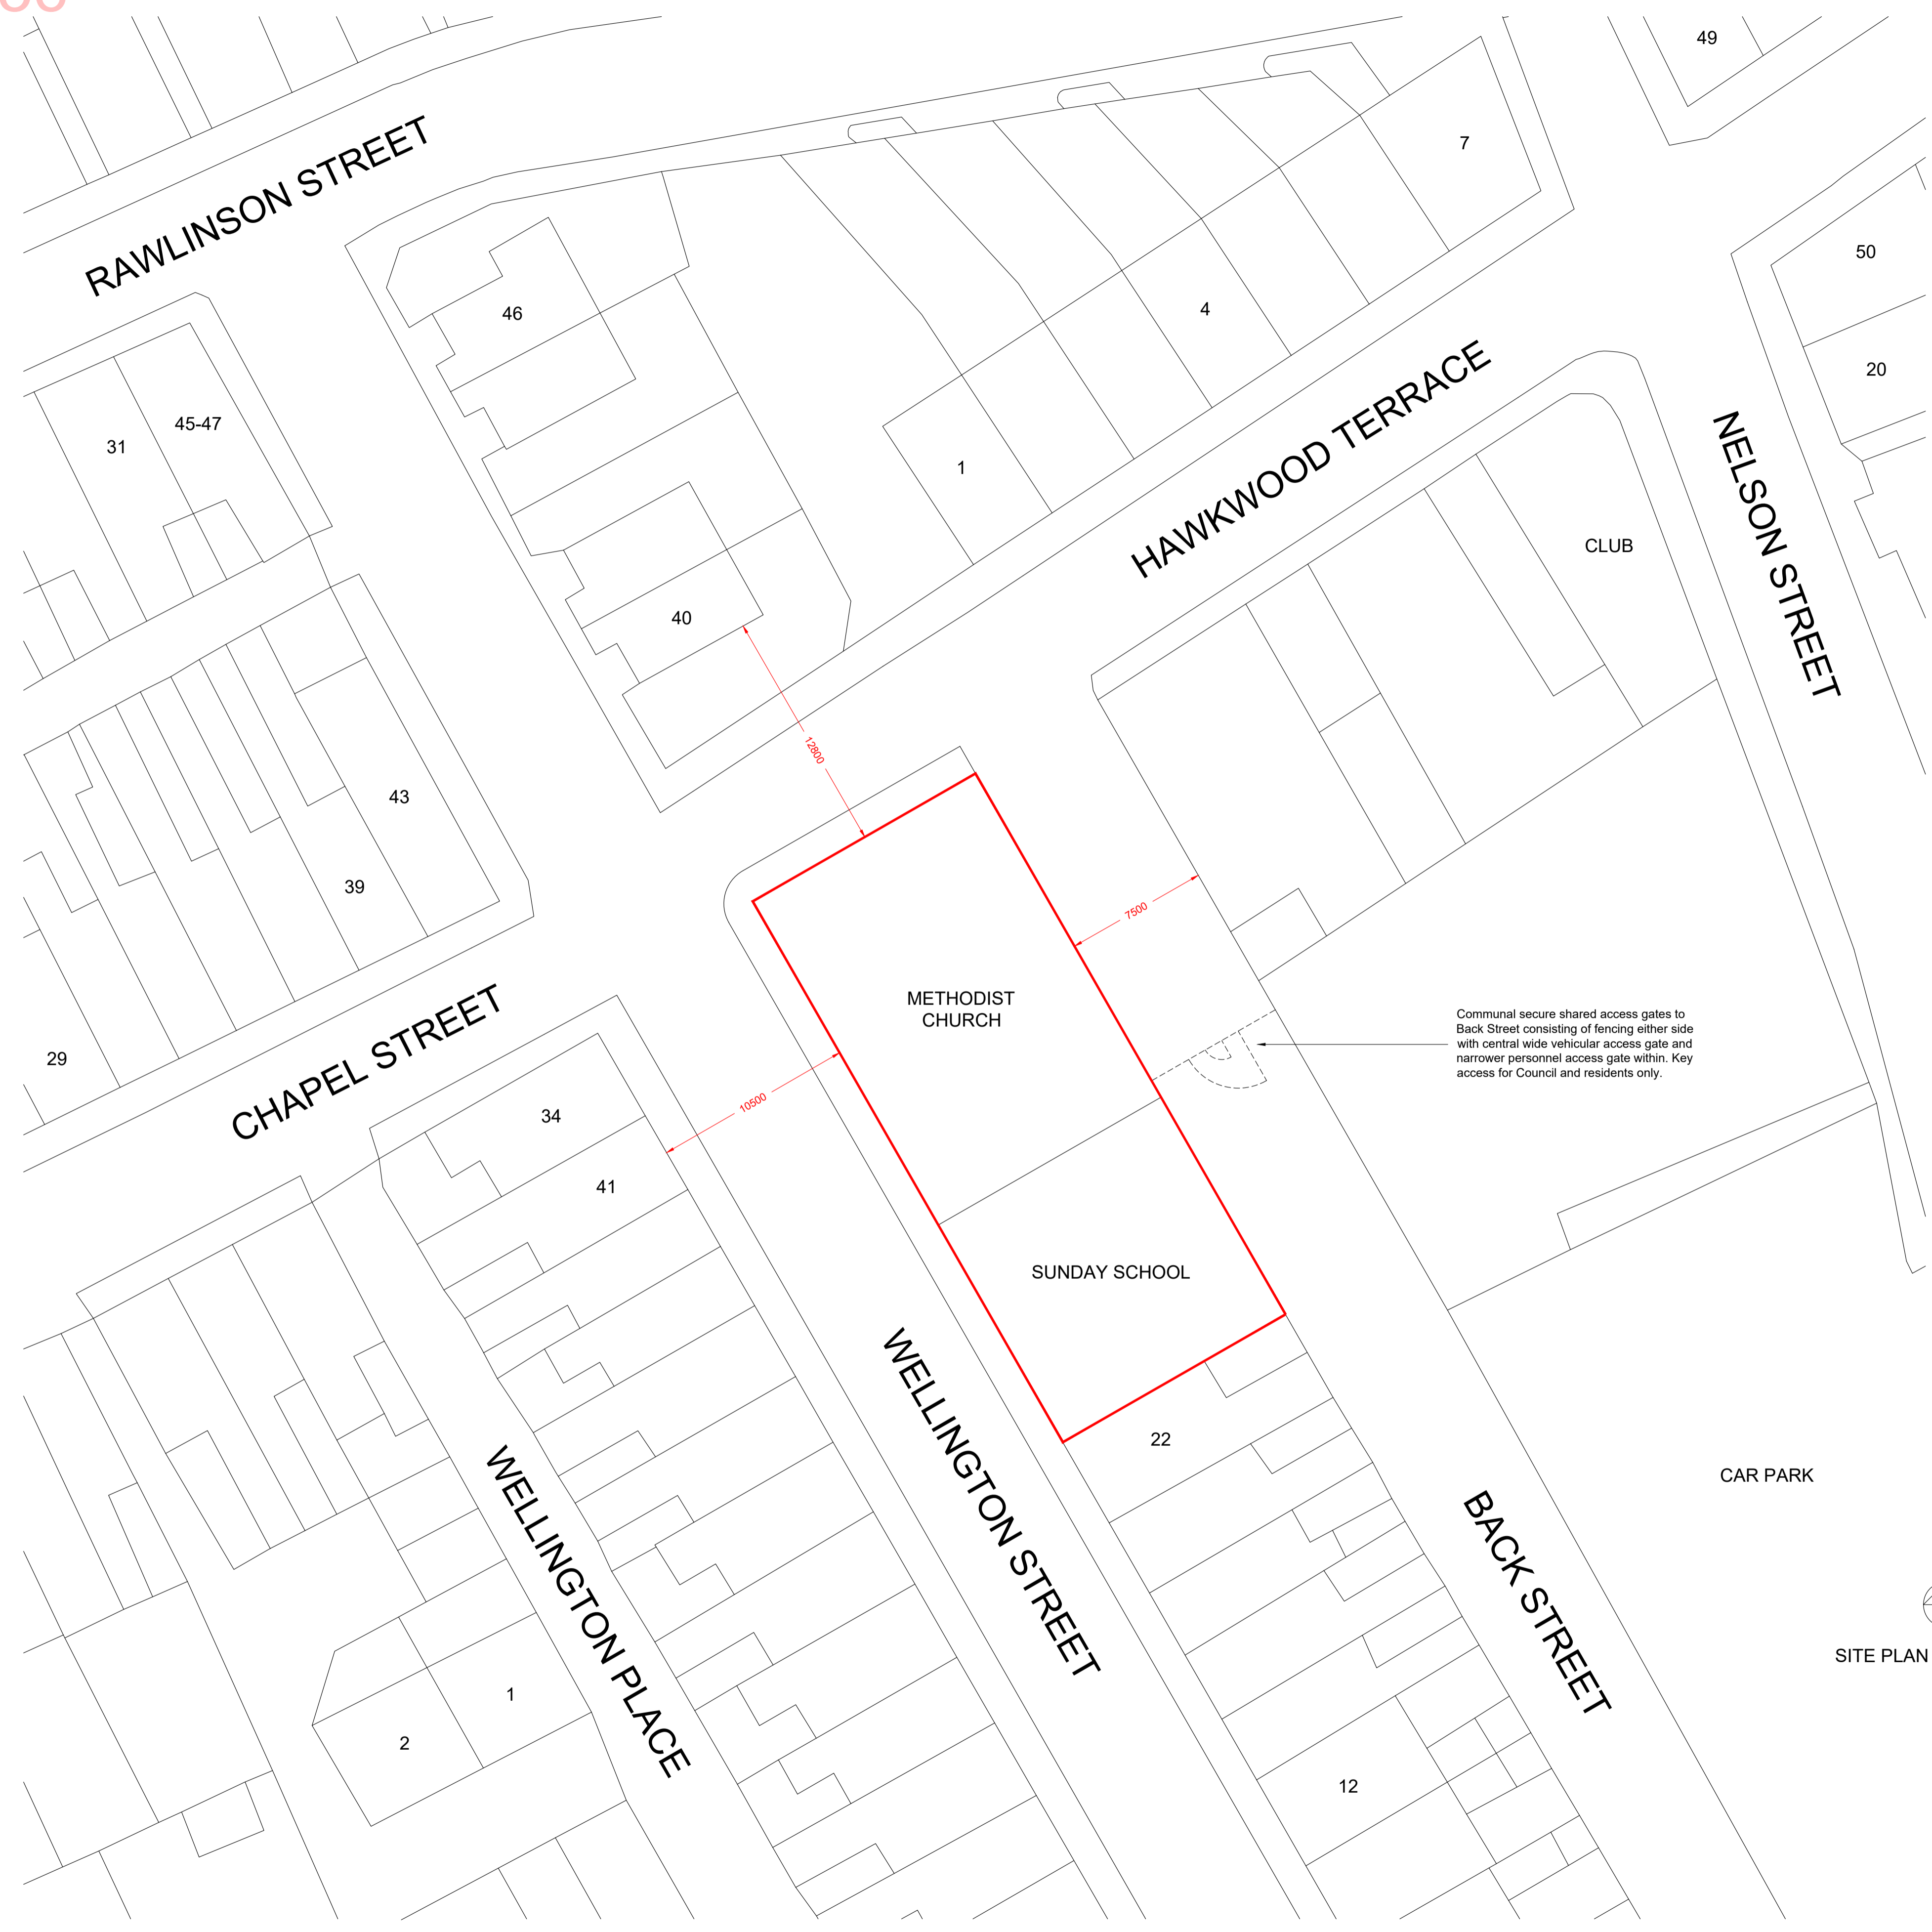 49
RAWLINSON STREET
7
50
46
4
20
45-47
31
1
HAWKWOOD TERRACE
NELSON STREET
CLUB
40
12800
43
39
7500
METHODIST
CHURCH
Communal secure shared access gates to
Back Street consisting of fencing either side
with central wide vehicular access gate and
narrower personnel access gate within. Key
access for Council and residents only.
29
CHAPEL STREET
10500
34
41
SUNDAY SCHOOL
22
WELLINGTON STREET
WELLINGTON PLACE
CAR PARK
BACK STREET
SITE PLAN
1
2
12